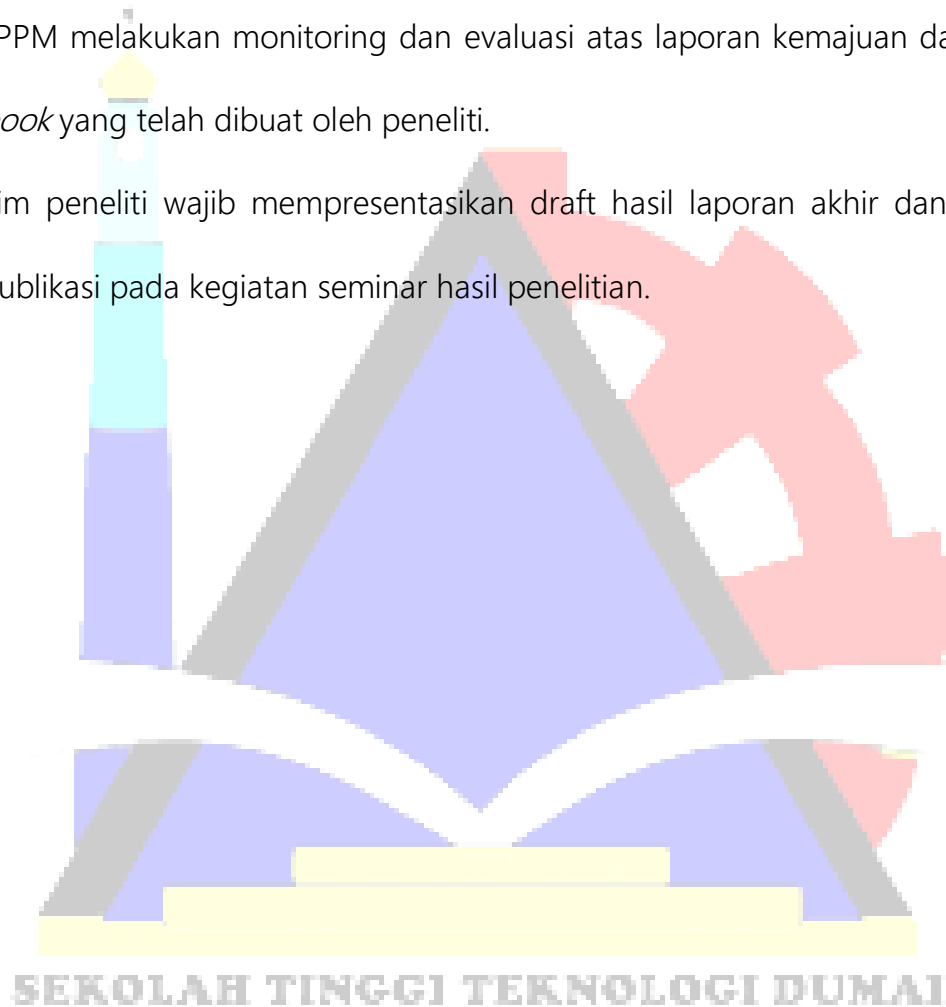 PPM melakukan monitoring dan evaluasi atas laporan kemajuan da
ook yang telah dibuat oleh peneliti.
im peneliti wajib mempresentasikan draft hasil laporan akhir dan
ublikasi pada kegiatan seminar hasil penelitian.
SEKOLAH TINGGI TEKNOLOGI DUMAI